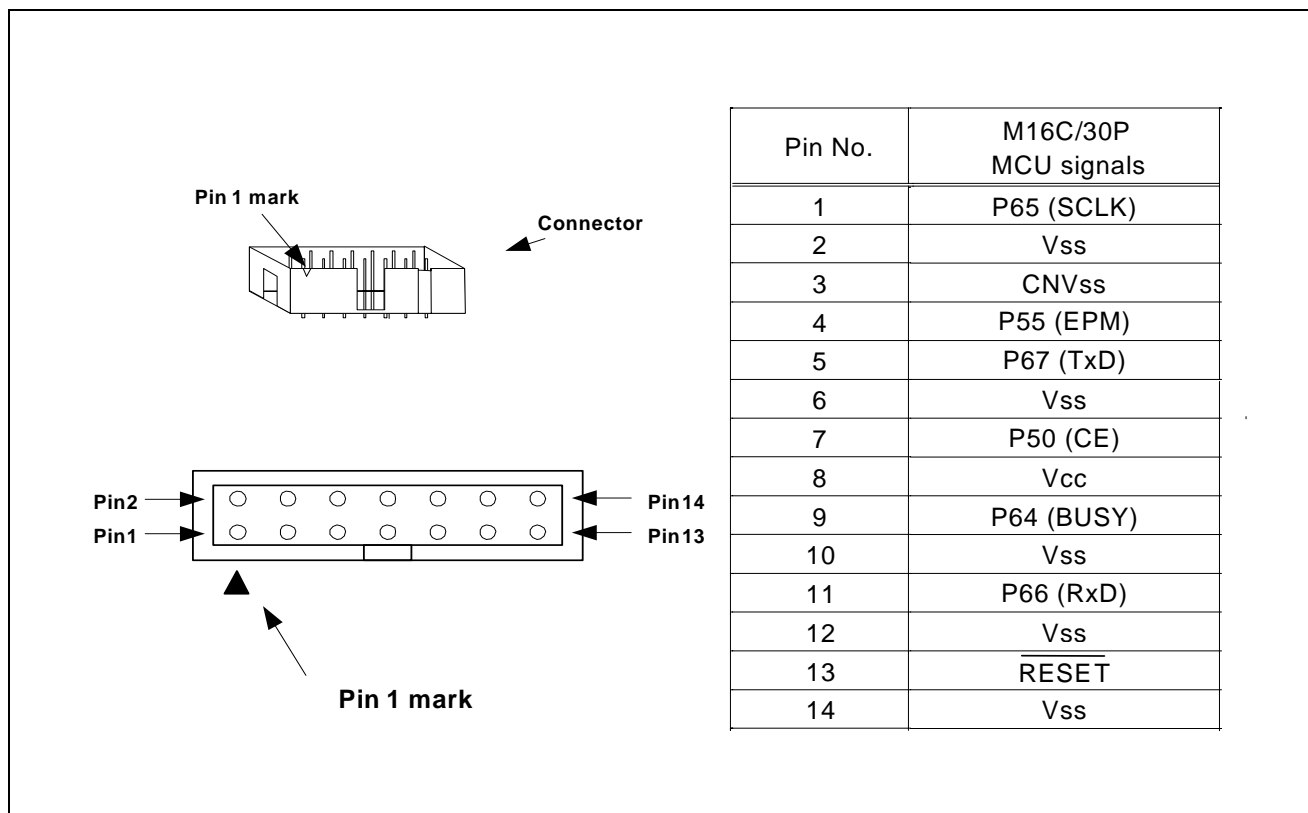 Pin 1 mark
Connector
Pin2
Pin1
Pin14
Pin13
Pin 1 mark
Pin No. M16C/30P
MCU signals
1 P65 (SCLK)
2 Vss
3 CNVss
4 P55 (EPM)
5 P67 (TxD)
6 Vss
7 P50 (CE)
8 Vcc
9 P64 (BUSY)
10 Vss
11 P66 (RxD)
12 Vss
13 RESET
14 Vss